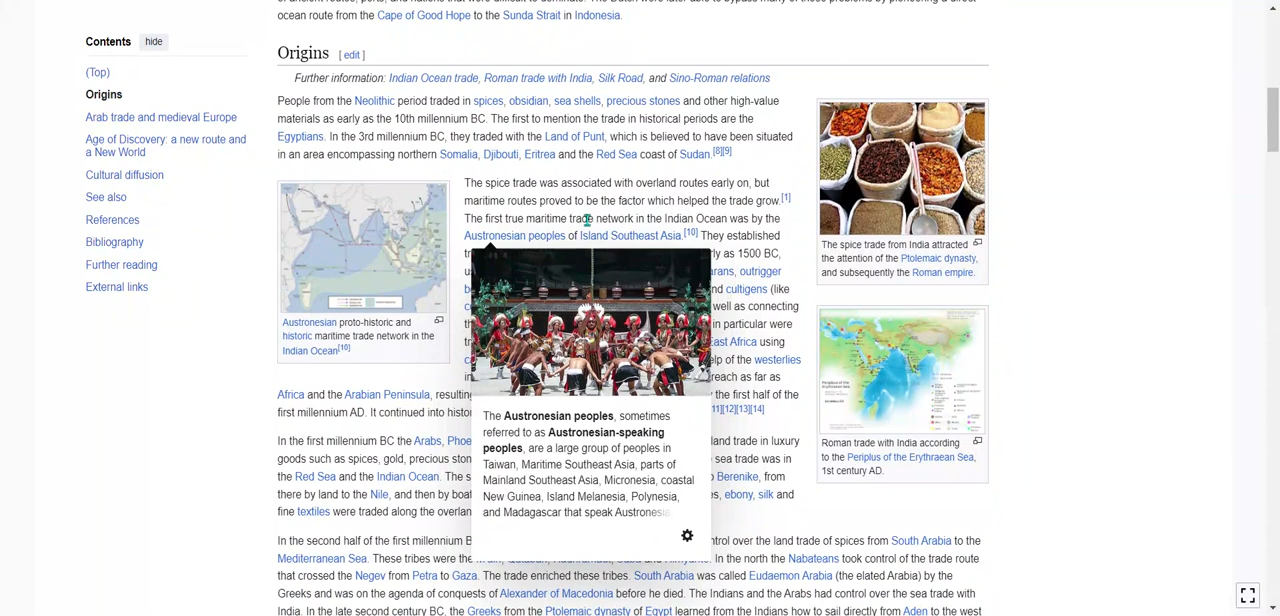 of ancient routes, ports, and nations that were difficult to dominate. The Dutch were later able to bypass many of these problems by pioneering a direct
ocean route from the Cape of Good Hope to the Sunda Strait in Indonesia.
Contents hide
(Top)
Origins
Arab trade and medieval Europe
Age of Discovery: a new route and
a New World
Cultural diffusion
See also
References
Bibliography
Further reading
External links
Origins [ edit ]
Further information: Indian Ocean trade, Roman trade with India, Silk Road, and Sino-Roman relations
People from the Neolithic period traded in spices, obsidian, sea shells, precious stones and other high-value
materials as early as the 10th millennium BC. The first to mention the trade in historical periods are the
Egyptians. In the 3rd millennium BC, they traded with the Land of Punt, which is believed to have been situated
in an area encompassing northern Somalia, Djibouti, Eritrea and the Red Sea coast of Sudan.[8][9]
The spice trade was associated with overland routes early on, but
maritime routes proved to be the factor which helped the trade grow.[1]
The first true maritime trade network in the Indian Ocean was by the
Austronesian peoples of Island Southeast Asia.[10] They established
rly as 1500 BC,
arans, outrigger
nd cultigens (like
well as connecting
in particular were
East Africa using
elp of the westerlies
reach as far as
Africa and the Arabian Peninsula, resulting
the first half of the
first millennium AD. It continued into histor
11][12][13][14]
Austronesian proto-historic and
historic maritime trade network in the
Indian Ocean[10]
The spice trade from India attracted
the attention of the Ptolemaic dynasty,
and subsequently the Roman empire.
Roman trade with India according
to the Periplus of the Erythraean Sea,
1st century AD.
The Austronesian peoples, sometimes
referred to as Austronesian-speaking
peoples, are a large group of peoples in
Taiwan, Maritime Southeast Asia, parts of
Mainland Southeast Asia, Micronesia, coastal
New Guinea, Island Melanesia, Polynesia,
and Madagascar that speak Austronesia
In the first millennium BC the Arabs, Phoe
land trade in luxury
goods such as spices, gold, precious ston
sea trade was in
the Red Sea and the Indian Ocean. The s
o Berenike, from
there by land to the Nile, and then by boat
s, ebony, silk and
fine textiles were traded along the overlan
In the second half of the first millennium B
ntrol over the land trade of spices from South Arabia to the
Mediterranean Sea. These tribes were the
In the north the Nabateans took control of the trade route
that crossed the Negev from Petra to Gaza. The trade enriched these tribes. South Arabia was called Eudaemon Arabia (the elated Arabia) by the
Greeks and was on the agenda of conquests of Alexander of Macedonia before he died. The Indians and the Arabs had control over the sea trade with
India. In the late second century BC, the Greeks from the Ptolemaic dynasty of Egypt learned from the Indians how to sail directly from Aden to the west